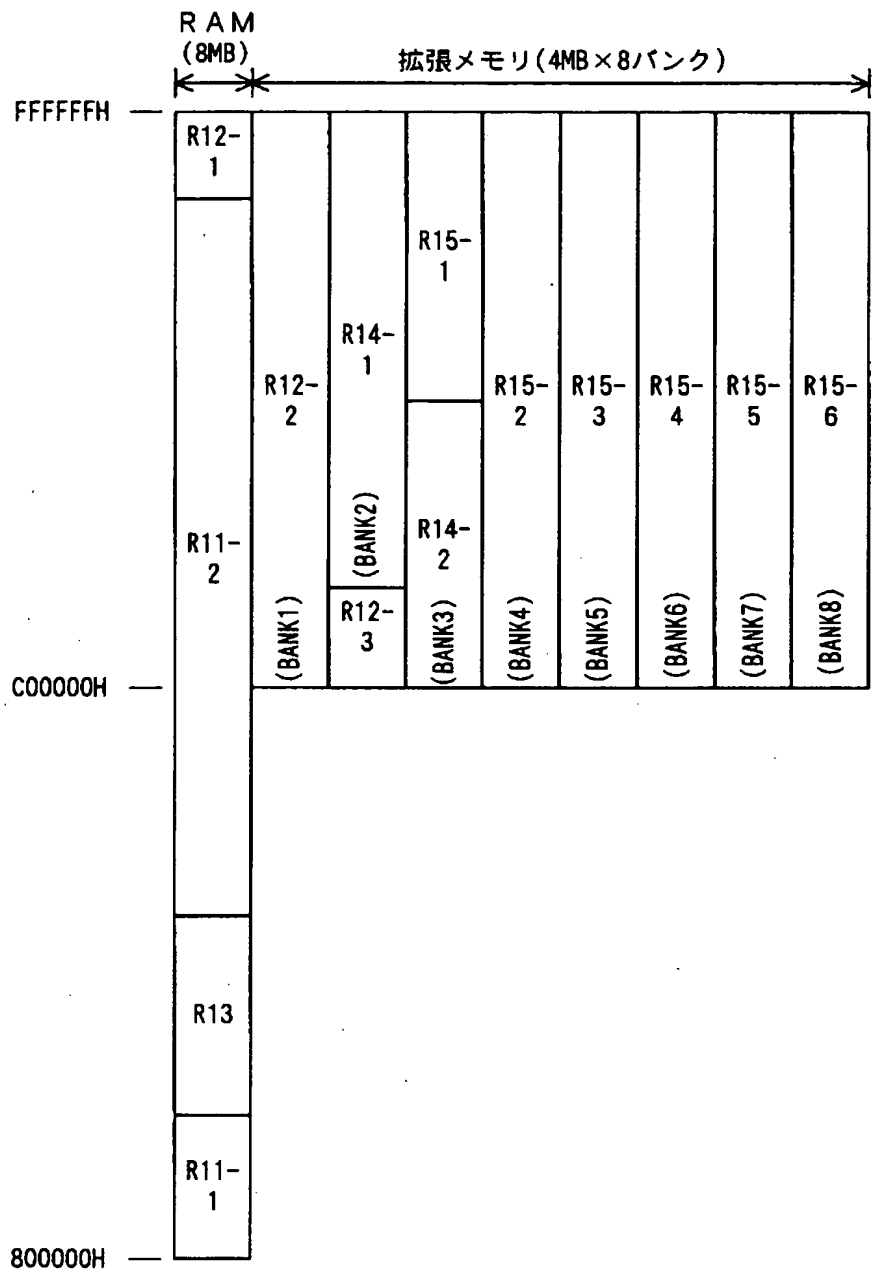 RAM
(8MB)
拡張メモリ(4MB×8バンク)
FFFFFFH
R12-
1
R11-
2
R13
R11-
1
R12-
2
(BANK1)
R14-
1
(BANK2)
R12-
3
R15-
1
R14-
2
(BANK3)
R15-
2
(BANK4)
R15-
3
(BANK5)
R15-
4
(BANK6)
R15-
5
(BANK7)
R15-
6
(BANK8)
C00000H
800000H